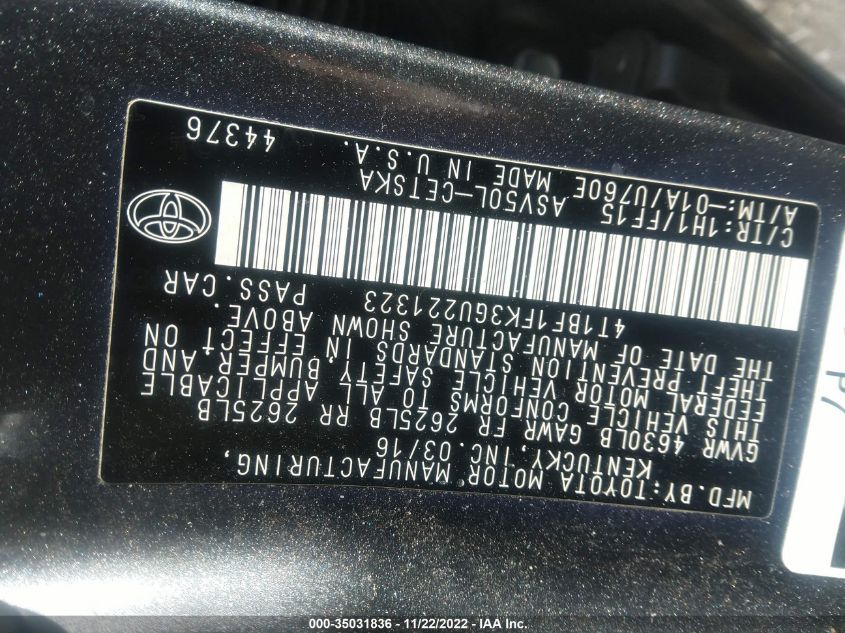 MFD. BY: TOYOTA MOTOR MANUFACTURING,
KENTUCKY, INC. 03/16
GVWR 4630LB GAWR FR 2625LB RR 2625LB
THIS VEHICLE CONFORMS TO ALL APPLICABLE
FEDERAL MOTOR VEHICLE SAFETY, BUMPER, AND
THEFT PREVENTION STANDARDS IN EFFECT ON
THE DATE OF MANUFACTURE SHOWN ABOVE.
4T1BF1FK3GU221323 PASS. CAR
C/TR: 1H1/FF15 ASV50L-CETSKA
A/TM:-01A/U760E MADE IN U.S.A.
44376
000-35031836 - 11/22/2022 - IAA Inc.